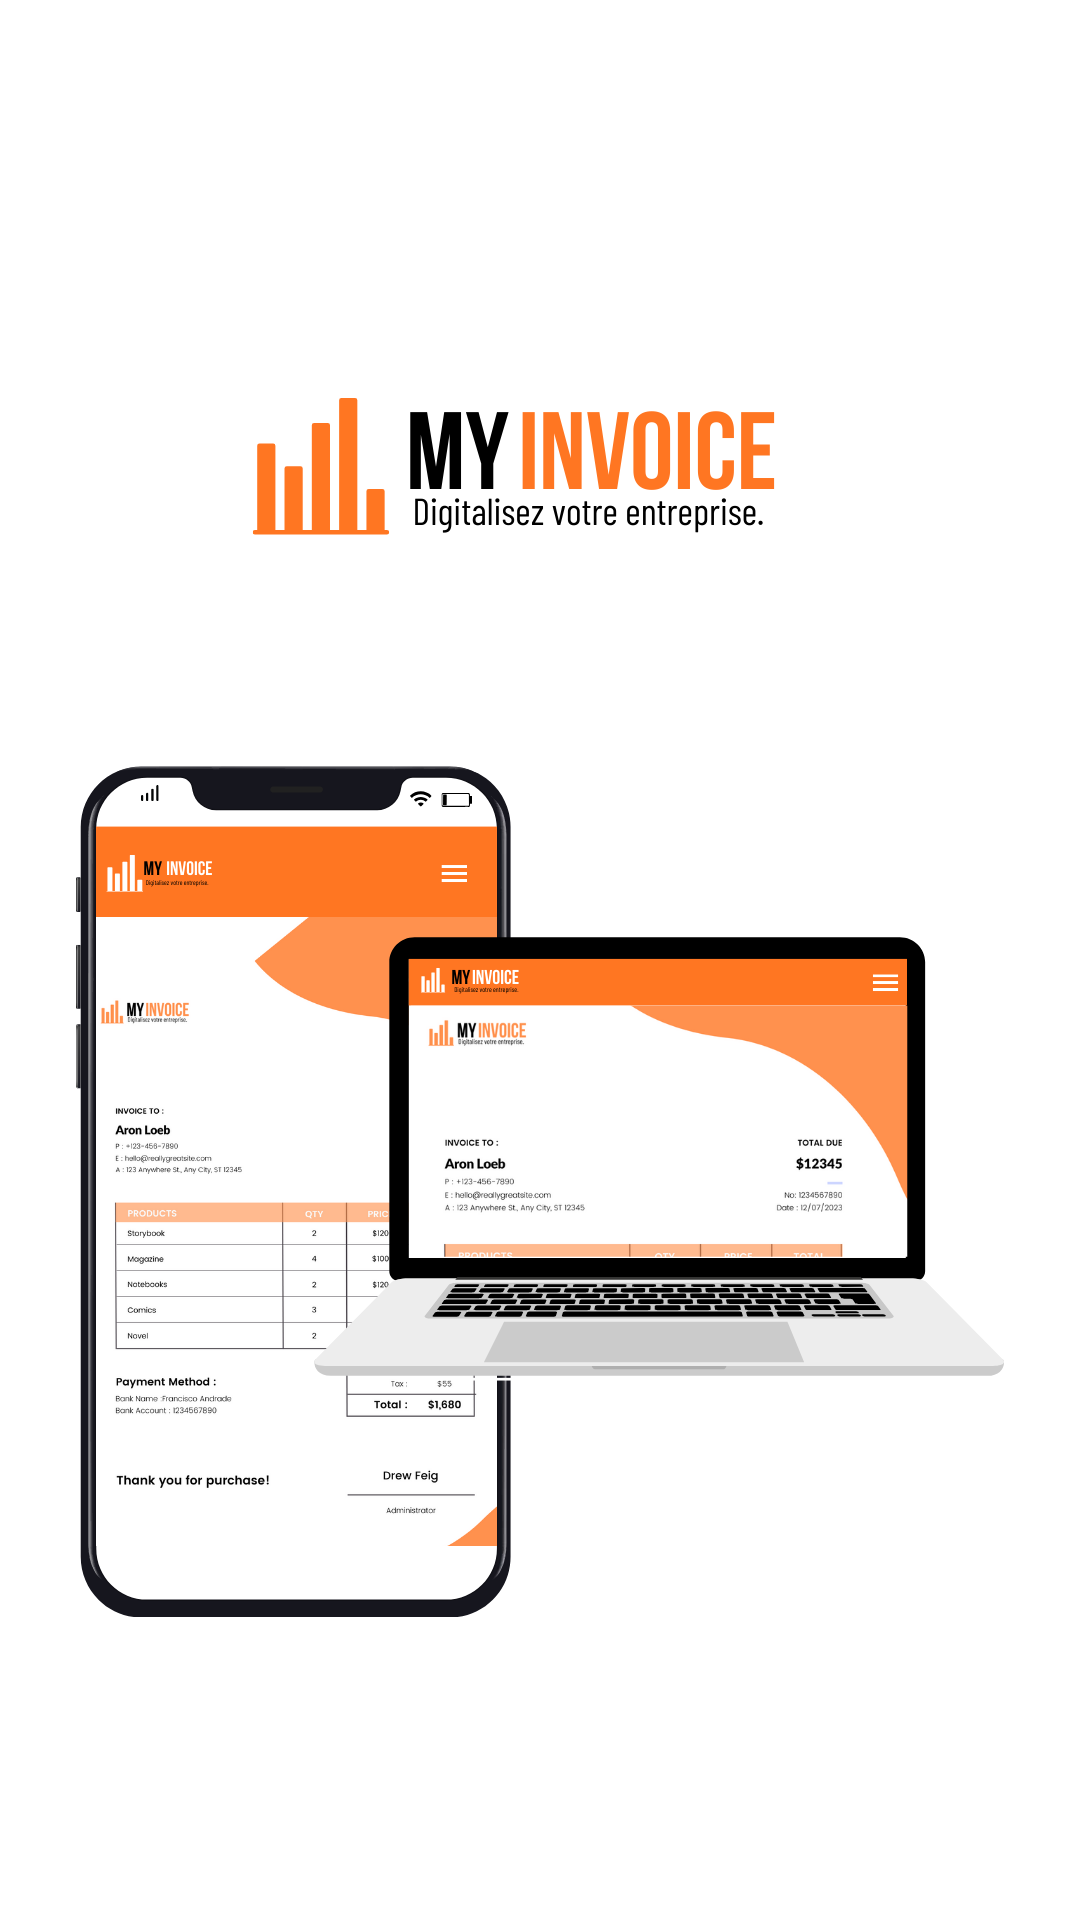 MY INVOICE
Digitalisez votre entreprise.
MY INVOICE
Digitalisez votre entreprise.
MY INVOICE
Digitalisez votre entreprise.
INVOICE TO :
Aron Loeb
P : +123-456-7890
E : hello@reallygreatsite.com
A : 123 Anywhere St., Any City, ST 12345
PRODUCTS QTY PRIC
Storybook 2 $120
Magazine 4 $100
Notebooks 2 $120
Comics 3
Novel 2
Payment Method :
Bank Name :Francisco Andrade
Bank Account : 1234567890
Tax : $55
Total : $1,680
Thank you for purchase!
Drew Feig
Administrator
MY INVOICE
Digitalisez votre entreprise.
MY INVOICE
Digitalisez votre entreprise.
INVOICE TO :
Aron Loeb
P : +123-456-7890
E : hello@reallygreatsite.com
A : 123 Anywhere St., Any City, ST 12345
TOTAL DUE
$12345
No: 1234567890
Date : 12/07/2023
PRODUCTS QTY PRICE TOTAL